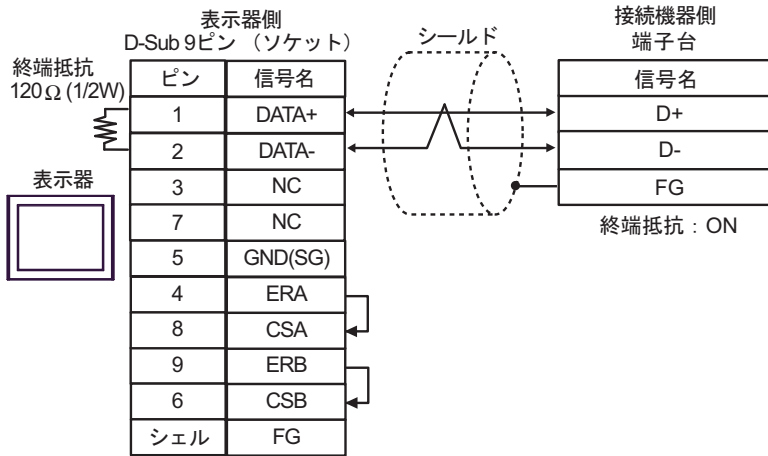 表示器側
D-Sub 9ピン （ソケット）
終端抵抗
120Ω (1/2W)
表示器
ピン 信号名
1 DATA+
2 DATA-
3 NC
7 NC
5 GND(SG)
4 ERA
8 CSA
9 ERB
6 CSB
シェル FG
シールド
接続機器側
端子台
信号名
D+
D-
FG
終端抵抗：ON